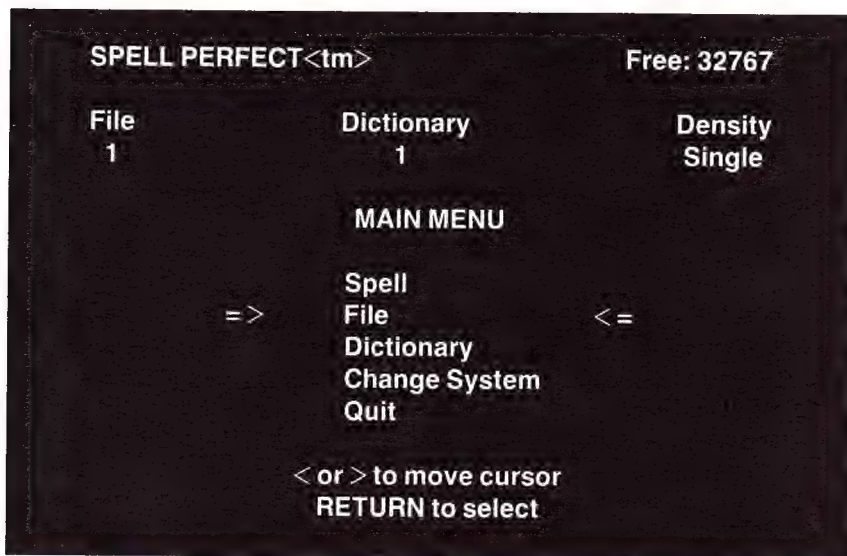 SPELL PERFECT<tm> Free: 32767
File Dictionary Density
1 1 Single
MAIN MENU
Spell
=> File <=
Dictionary
Change System
Quit
< or > to move cursor
RETURN to select